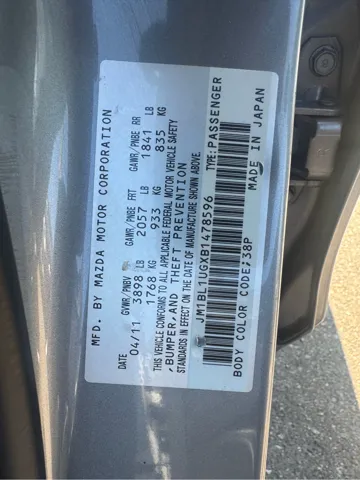 MFD. BY MAZDA MOTOR CORPORATION
DATE GVWR/PNBV GAWR/PNBE FRT GAWR/PNBE RR
04/11 3898 LB 2057 LB 1841 LB
1768 KG 933 KG 835 KG
THIS VEHICLE CONFORMS TO ALL APPLICABLE FEDERAL MOTOR VEHICLE SAFETY
,BUMPER,AND THEFT PREVENTION
STANDARDS IN EFFECT ON THE DATE OF MANUFACTURE SHOWN ABOVE.
JM1BL1UGXB1478596 TYPE:PASSENGER
BODY COLOR CODE;38P MADE IN JAPAN